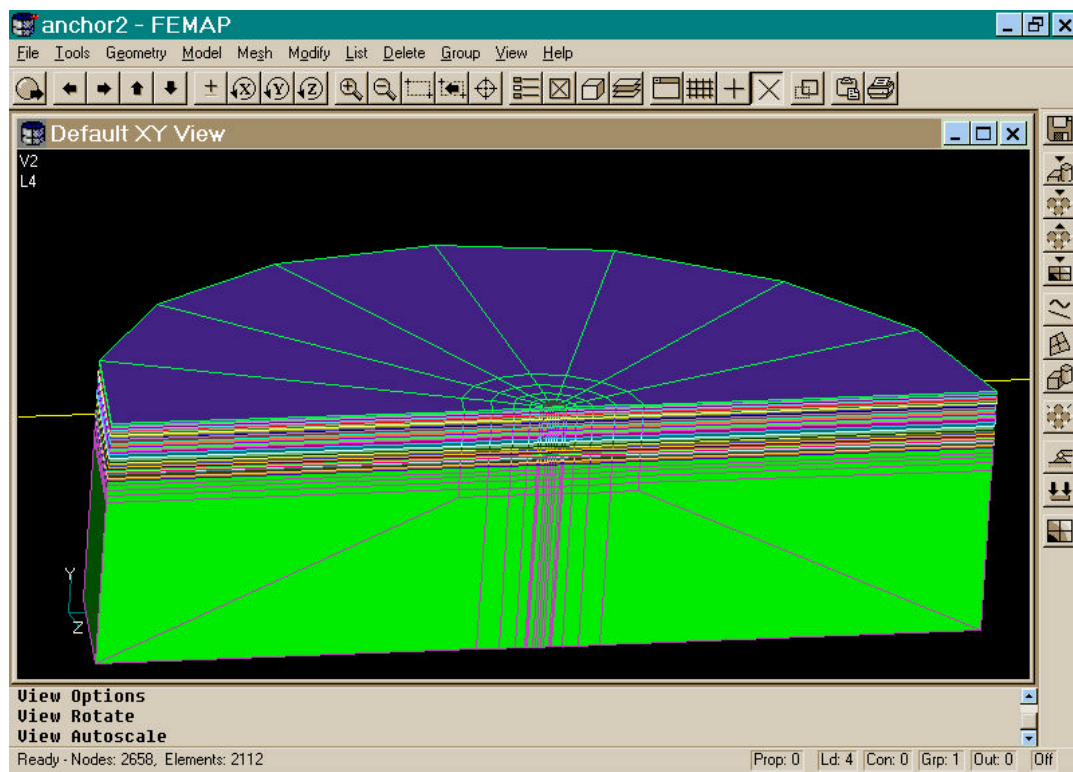 anchor2 - FEMAP
File Tools Geometry Model Mesh Modify List Delete Group View Help
± X Y Z
Default XY View
V2
L4
Y
Z
View Options
View Rotate
View Autoscale
Ready - Nodes: 2658, Elements: 2112 Prop: 0 Ld: 4 Con: 0 Grp: 1 Out: 0 Off